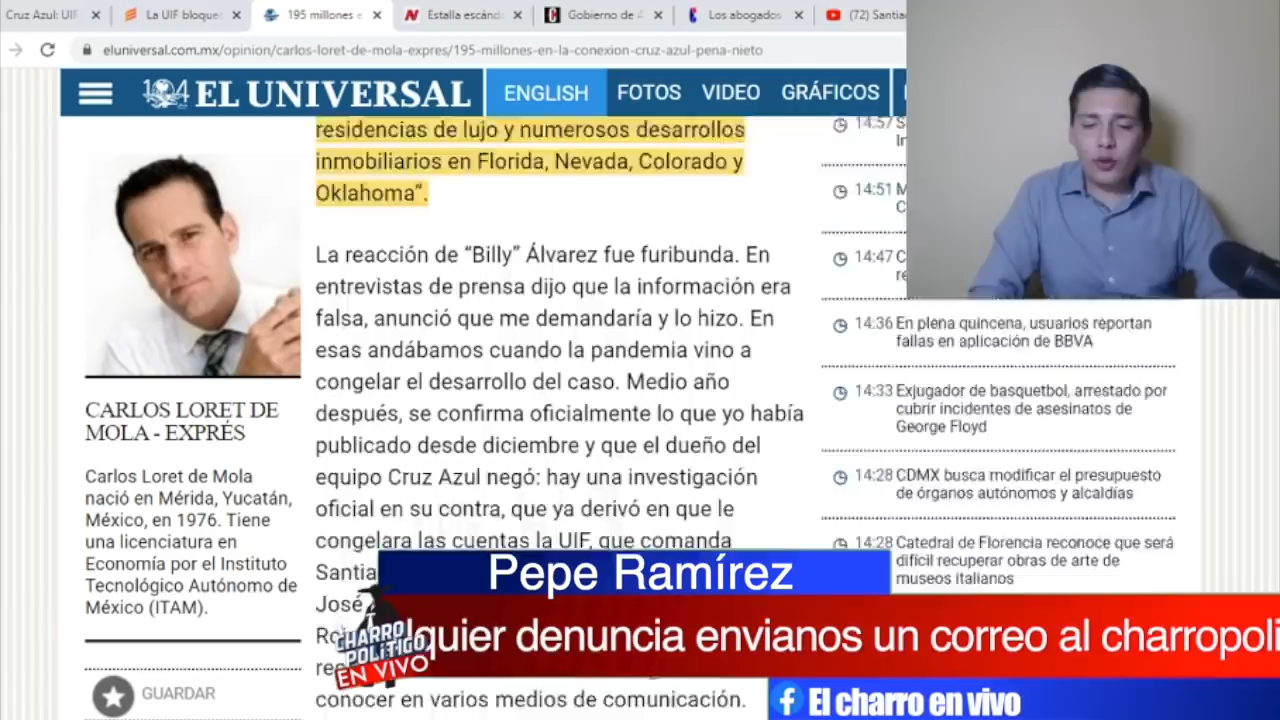 Cruz Azul: UIF
La UIF bloque
195 millones e
Estalla escánd
Gobierno de A
Los abogados
(72) Santia
eluniversal.com.mx/opinion/carlos-loret-de-mola-expres/195-millones-en-la-conexion-cruz-azul-pena-nieto
104 EL UNIVERSAL
ENGLISH
FOTOS
VIDEO
GRÁFICOS
residencias de lujo y numerosos desarrollos
inmobiliarios en Florida, Nevada, Colorado y
Oklahoma”.
La reacción de “Billy” Álvarez fue furibunda. En
entrevistas de prensa dijo que la información era
falsa, anunció que me demandaría y lo hizo. En
esas andábamos cuando la pandemia vino a
congelar el desarrollo del caso. Medio año
después, se confirma oficialmente lo que yo había
publicado desde diciembre y que el dueño del
equipo Cruz Azul negó: hay una investigación
oficial en su contra, que ya derivó en que le
congelara las cuentas la UIF, que comanda
Santia
José
Ro
rec
conocer en varios medios de comunicación.
CARLOS LORET DE
MOLA - EXPRÉS
Carlos Loret de Mola
nació en Mérida, Yucatán,
México, en 1976. Tiene
una licenciatura en
Economía por el Instituto
Tecnológico Autónomo de
México (ITAM).
GUARDAR
14:57 S
In
14:51 M
C
14:47 C
re
14:36 En plena quincena, usuarios reportan
fallas en aplicación de BBVA
14:33 Exjugador de basquetbol, arrestado por
cubrir incidentes de asesinatos de
George Floyd
14:28 CDMX busca modificar el presupuesto
de órganos autónomos y alcaldías
14:28 Catedral de Florencia reconoce que será
difícil recuperar obras de arte de
museos italianos
Pepe Ramírez
lquier denuncia envianos un correo al charropoli
CHARRO
POLÍTICO
EN VIVO
El charro en vivo